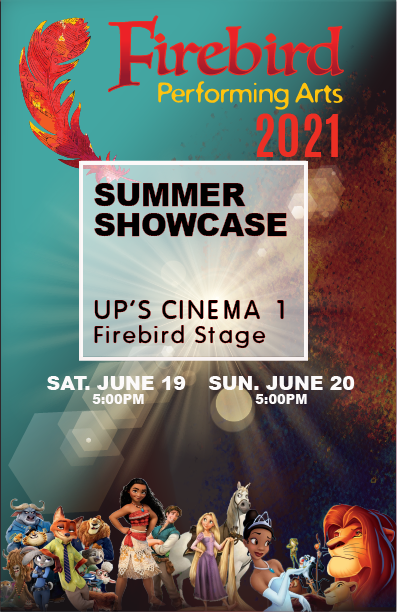 Firebird
Performing Arts
2021
SUMMER
SHOWCASE
UP'S CINEMA 1
Firebird Stage
SAT. JUNE 19 SUN. JUNE 20
5:00PM 5:00PM